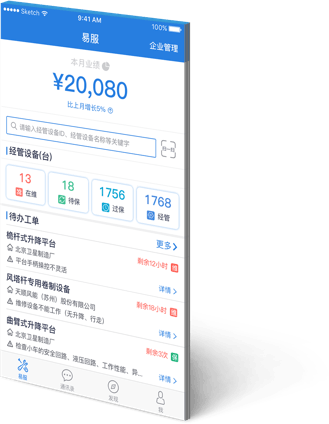 Sketch 9:41 AM 100%
易服 企业管理
本月业绩
¥20,080
比上月增长5%
请输入经管设备ID、经管设备名称等关键字
扫一扫
经管设备(台)
13 18 1756 1768
在维 待保 过保 经管
待办工单
更多
桅杆式升降平台
北京卫星制造厂 剩余12小时
平台手柄操控不灵活
详情
风塔杆专用卷制设备
天顺风能（苏州）股份有限公司 剩余18小时
维修设备不能工作（无升降、行走）
详情
曲臂式升降平台
北京卫星制造厂 剩余3次 保
检查小车的安全回路、液压回路、工作性能、异...
详情
易服 通讯录 发现 我